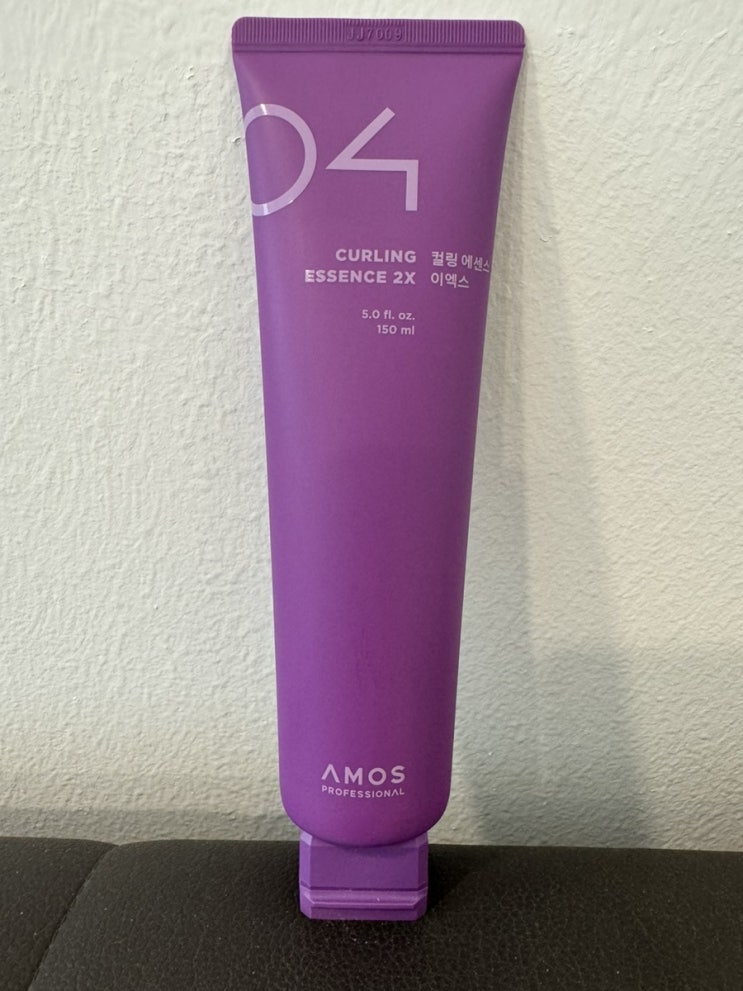 JJ7009
04
CURLING
ESSENCE 2X
컬링 에센스
이엑스
5.0 fl. oz.
150 ml
AMOS
PROFESSIONAL